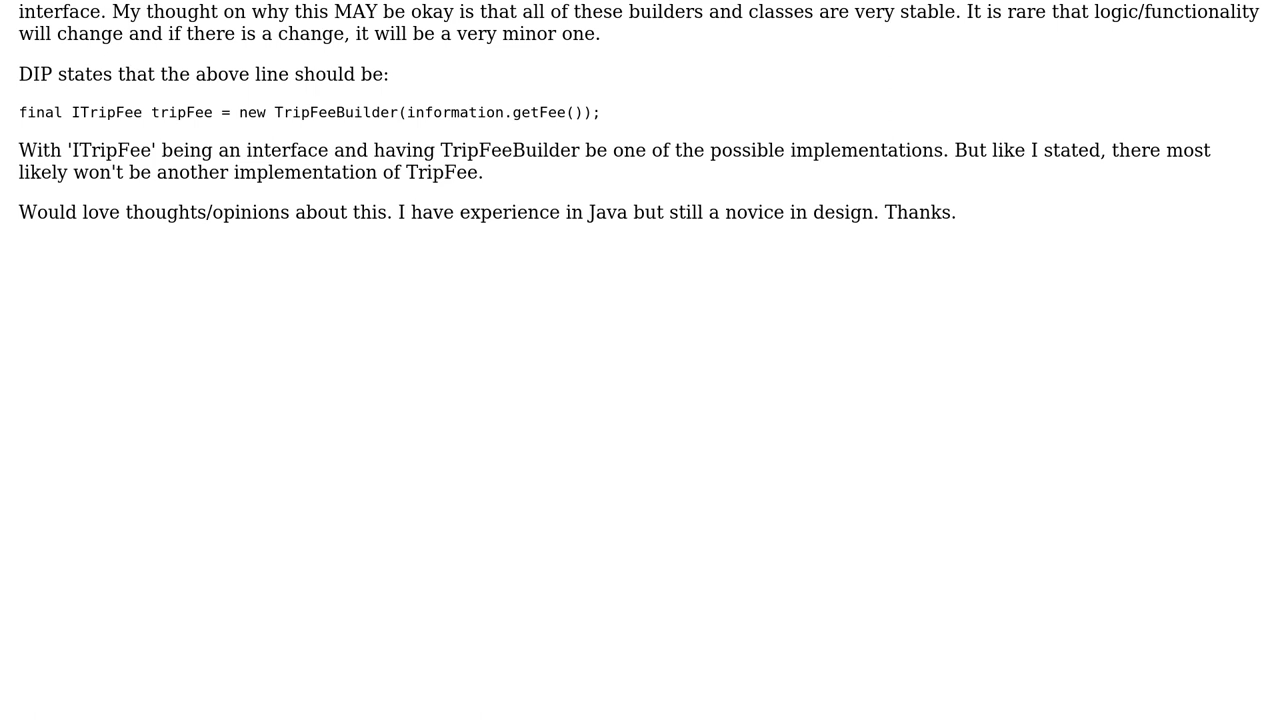 interface. My thought on why this MAY be okay is that all of these builders and classes are very stable. It is rare that logic/functionality
will change and if there is a change, it will be a very minor one.
DIP states that the above line should be:
final ITripFee tripFee = new TripFeeBuilder(information.getFee());
With 'ITripFee' being an interface and having TripFeeBuilder be one of the possible implementations. But like I stated, there most
likely won't be another implementation of TripFee.
Would love thoughts/opinions about this. I have experience in Java but still a novice in design. Thanks.